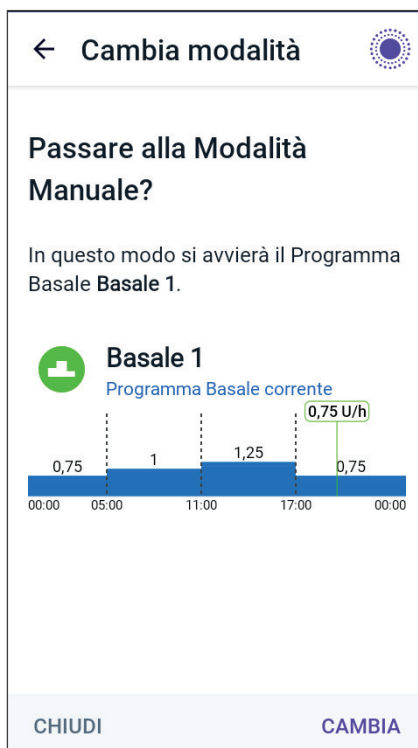 Cambia modalità
Passare alla Modalità
Manuale?
In questo modo si avvierà il Programma
Basale Basale 1.
Basale 1
Programma Basale corrente
0,75 U/h
0,75 1 1,25 0,75
00:00 05:00 11:00 17:00 00:00
CHIUDI CAMBIA